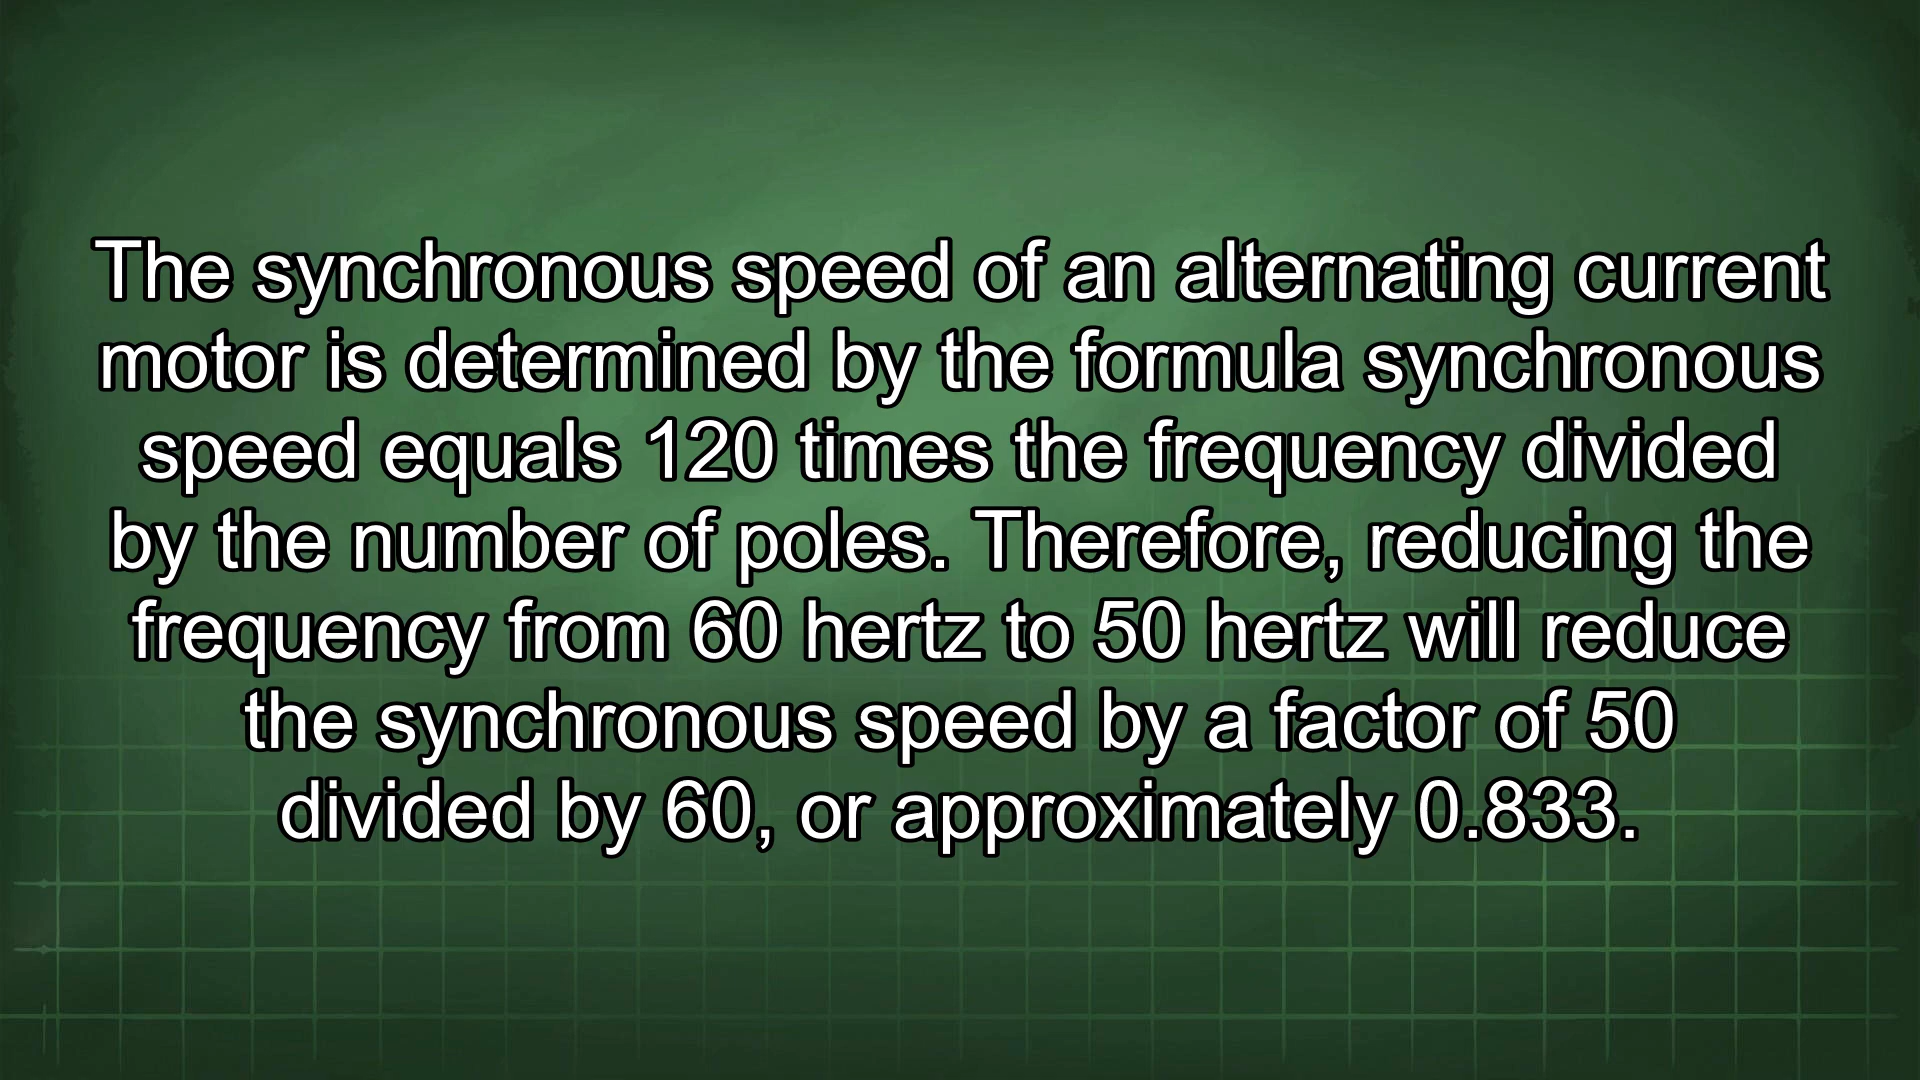 The synchronous speed of an alternating current
motor is determined by the formula synchronous
speed equals 120 times the frequency divided
by the number of poles. Therefore, reducing the
frequency from 60 hertz to 50 hertz will reduce
the synchronous speed by a factor of 50
divided by 60, or approximately 0.833.